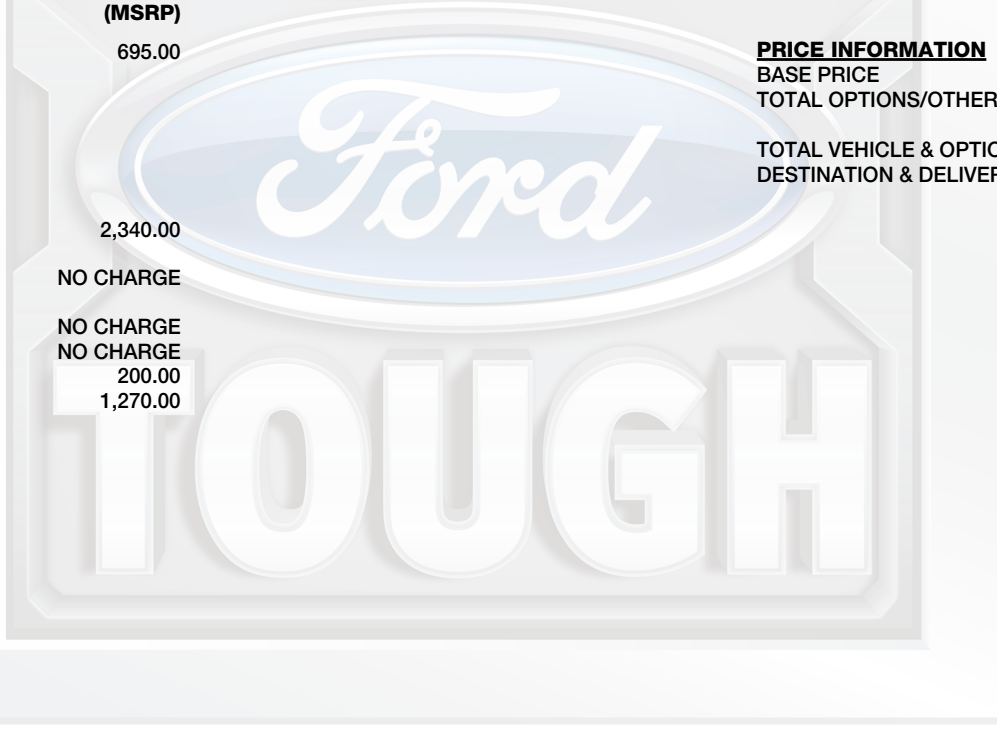 (MSRP)
695.00
2,340.00
NO CHARGE
NO CHARGE
NO CHARGE
200.00
1,270.00
PRICE INFORMATION
BASE PRICE
TOTAL OPTIONS/OTHER
TOTAL VEHICLE & OPTIO
DESTINATION & DELIVER
Ford
TOUGH